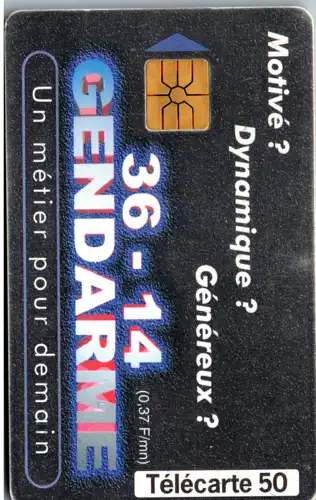 Motivé ?
Dynamique ?
Généreux ?
36 - 14
(0,37 F/mn)
GENDARME
Un métier pour demain
Télécarte 50